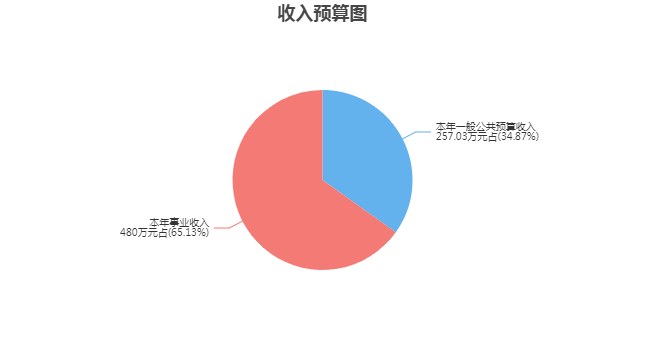 收入预算图
本年一般公共预算收入
257.03万元占(34.87%)
本年事业收入
480万元占(65.13%)